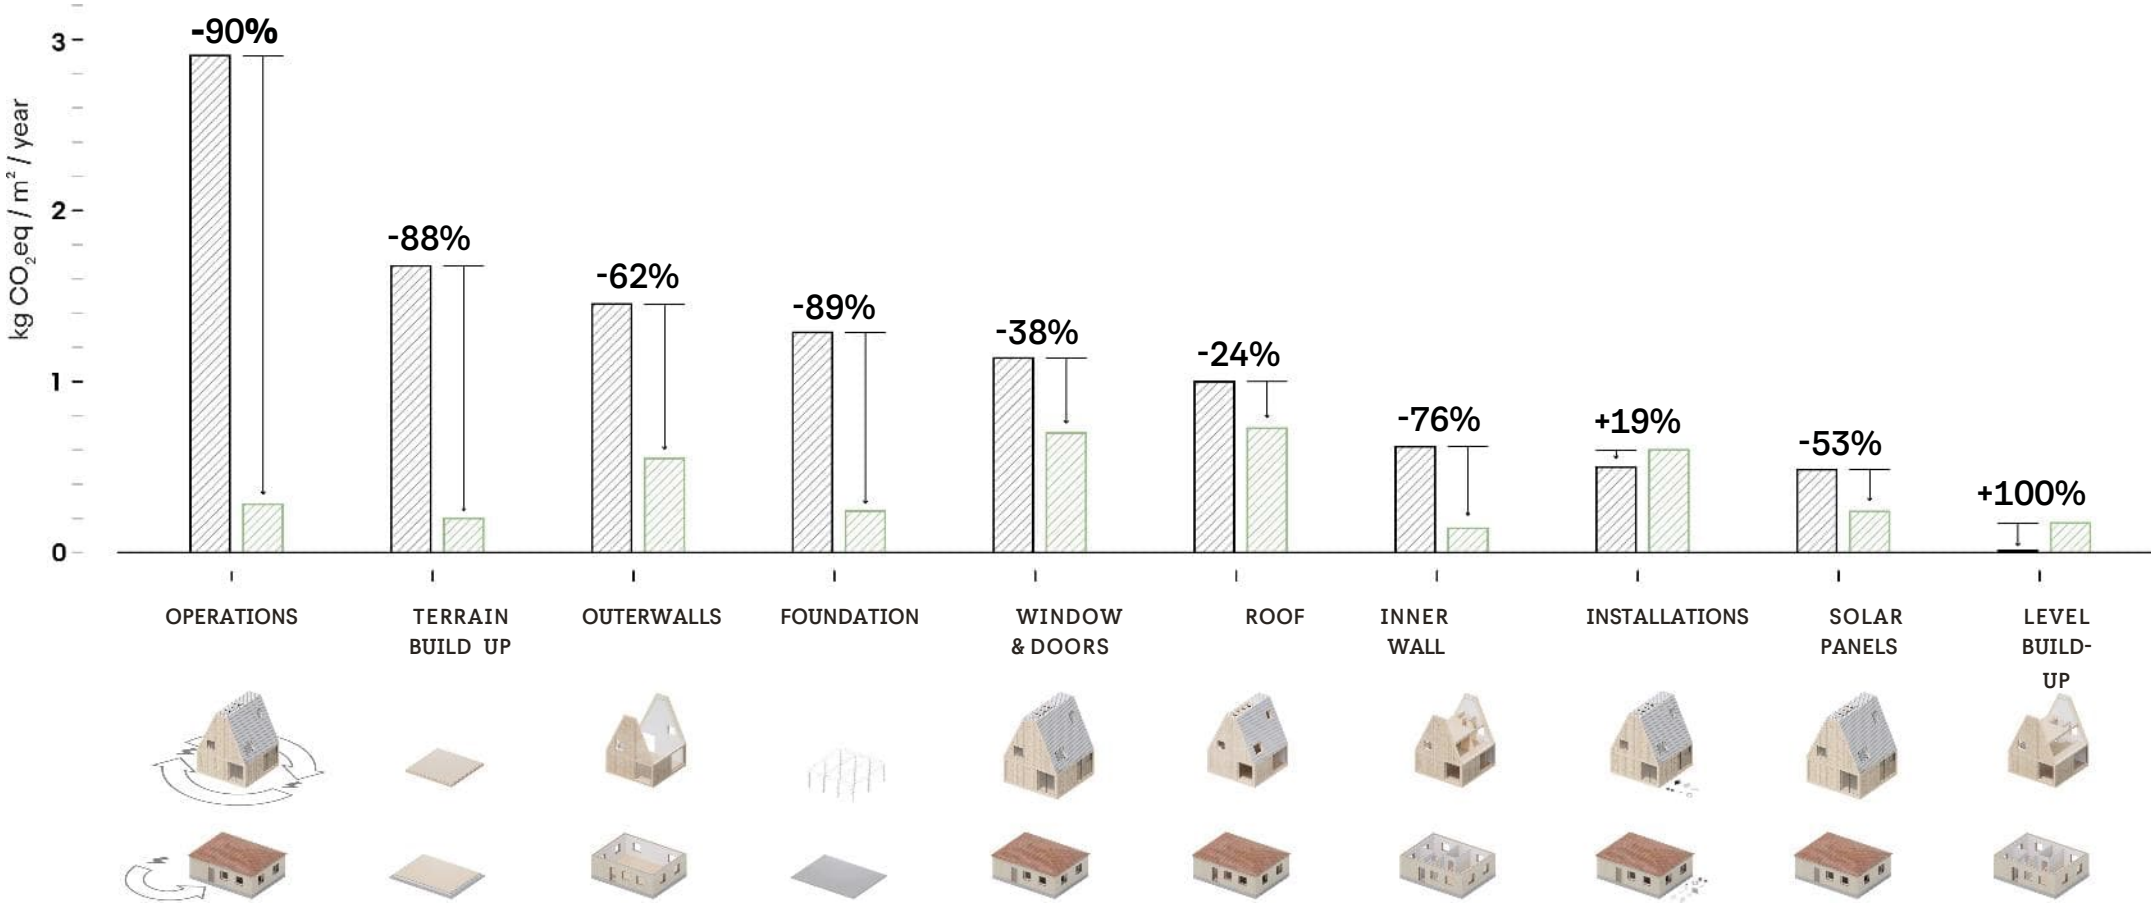 kg CO₂eq / m² / year
3
2
1
0
-90%
-88%
-62%
-89%
-38%
-24%
-76%
+19%
-53%
+100%
OPERATIONS
TERRAIN
BUILD UP
OUTERWALLS
FOUNDATION
WINDOW
& DOORS
ROOF
INNER
WALL
INSTALLATIONS
SOLAR
PANELS
LEVEL
BUILD-
UP